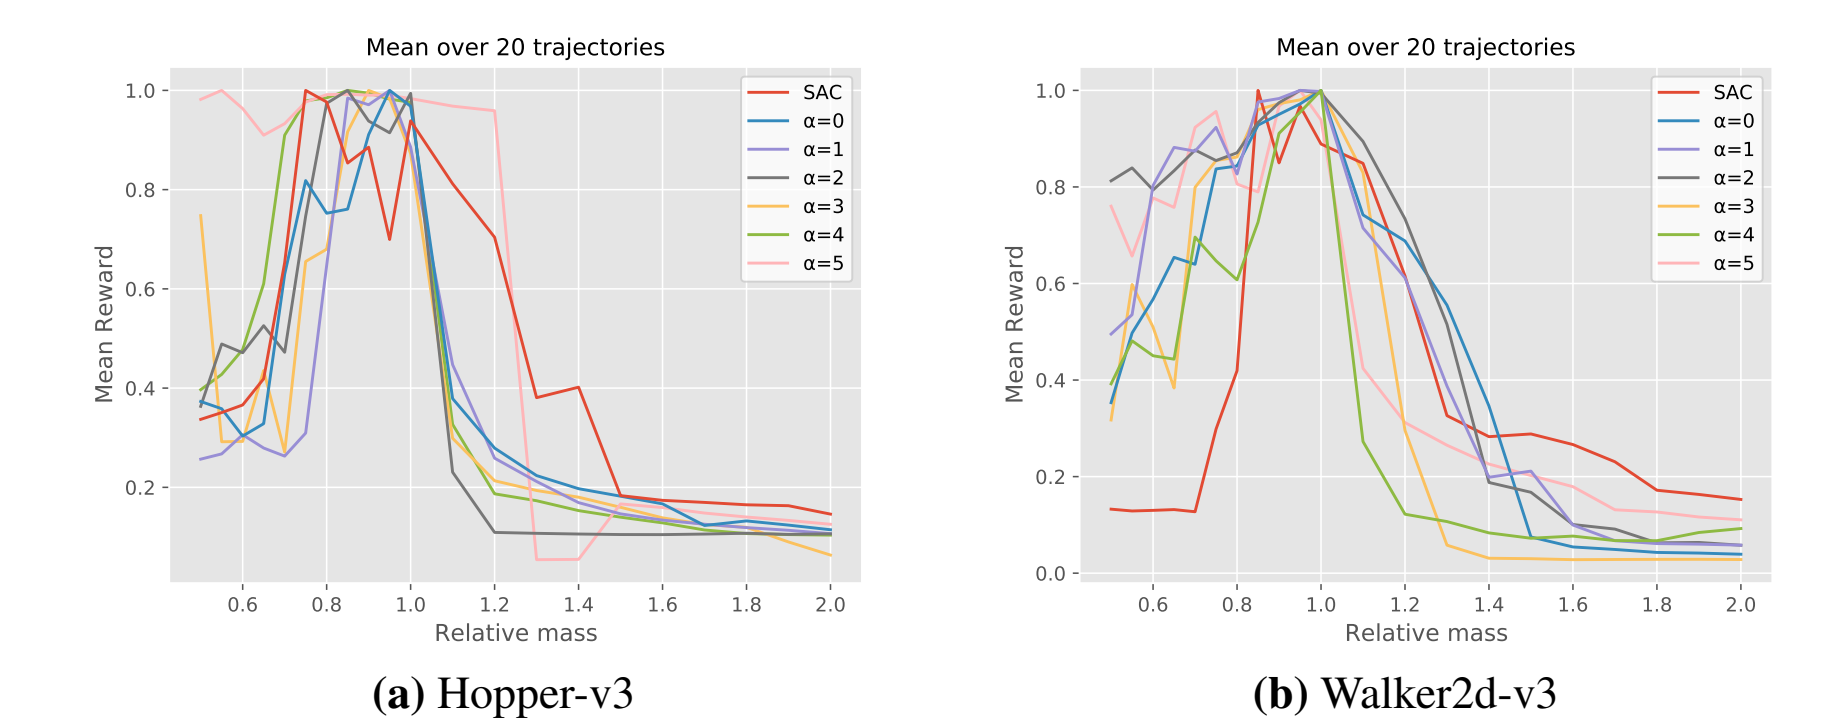 Mean over 20 trajectories
1.0
0.8
0.6
0.4
0.2
Mean Reward
SAC
α=0
α=1
α=2
α=3
α=4
α=5
0.6 0.8 1.0 1.2 1.4 1.6 1.8 2.0
Relative mass
(a) Hopper-v3
Mean over 20 trajectories
1.0
0.8
0.6
0.4
0.2
0.0
Mean Reward
SAC
α=0
α=1
α=2
α=3
α=4
α=5
0.6 0.8 1.0 1.2 1.4 1.6 1.8 2.0
Relative mass
(b) Walker2d-v3